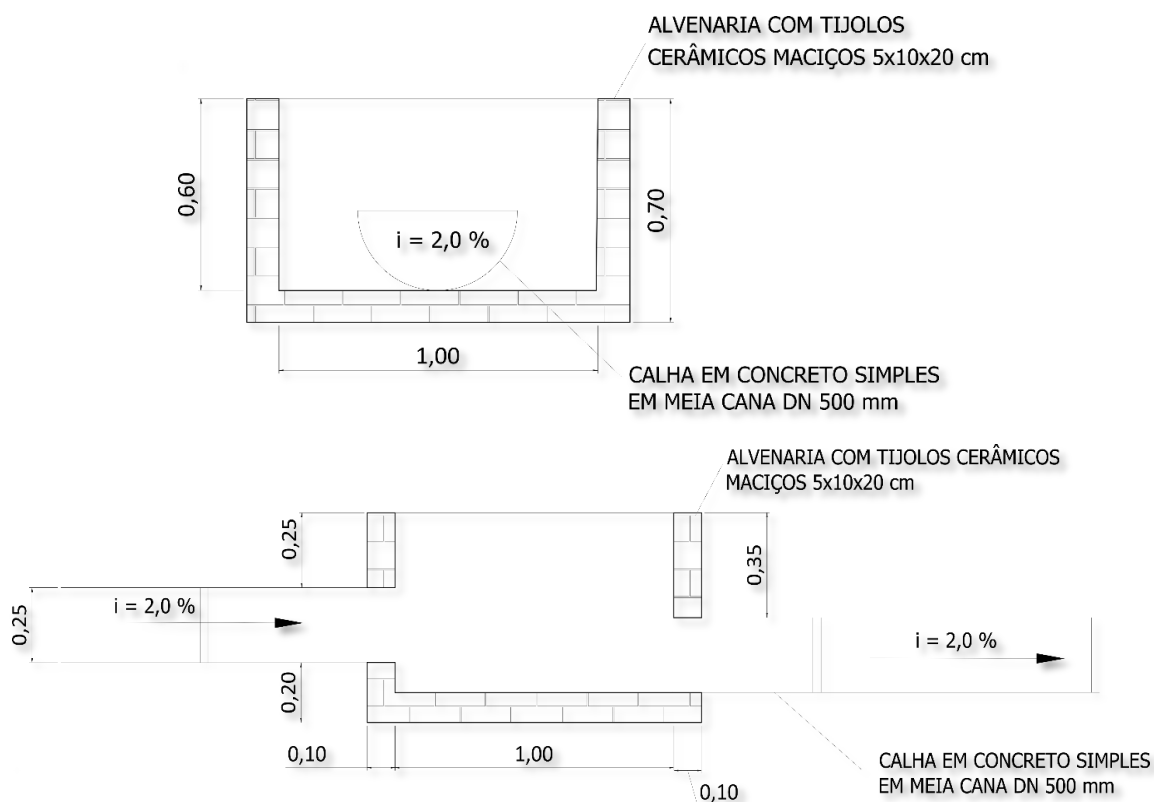 ALVENARIA COM TIJOLOS
CERÂMICOS MACIÇOS 5x10x20 cm
0,60
i = 2,0 %
0,70
1,00
CALHA EM CONCRETO SIMPLES
EM MEIA CANA DN 500 mm
ALVENARIA COM TIJOLOS CERÂMICOS
MACIÇOS 5x10x20 cm
0,25
0,35
0,25
i = 2,0 %
i = 2,0 %
0,20
0,10
1,00
0,10
CALHA EM CONCRETO SIMPLES
EM MEIA CANA DN 500 mm